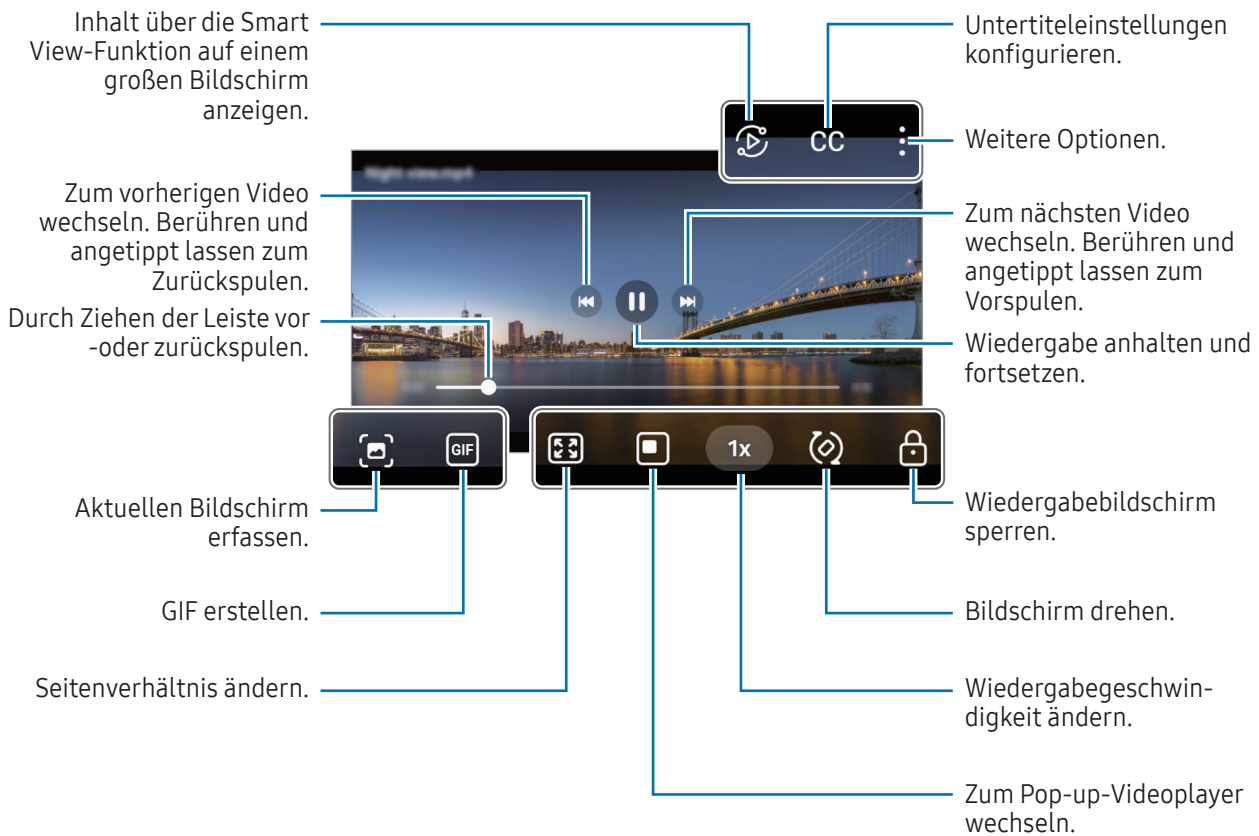 Inhalt über die Smart
View-Funktion auf einem
großen Bildschirm
anzeigen.
Untertiteleinstellungen
konfigurieren.
CC
Weitere Optionen.
Night view.mp4
Zum vorherigen Video
wechseln. Berühren und
angetippt lassen zum
Zurückspulen.
Zum nächsten Video
wechseln. Berühren und
angetippt lassen zum
Vorspulen.
Durch Ziehen der Leiste vor
-oder zurückspulen.
Wiedergabe anhalten und
fortsetzen.
GIF
1x
Aktuellen Bildschirm
erfassen.
Wiedergabebildschirm
sperren.
GIF erstellen.
Bildschirm drehen.
Seitenverhältnis ändern.
Wiedergabegeschwin-
digkeit ändern.
Zum Pop-up-Videoplayer
wechseln.